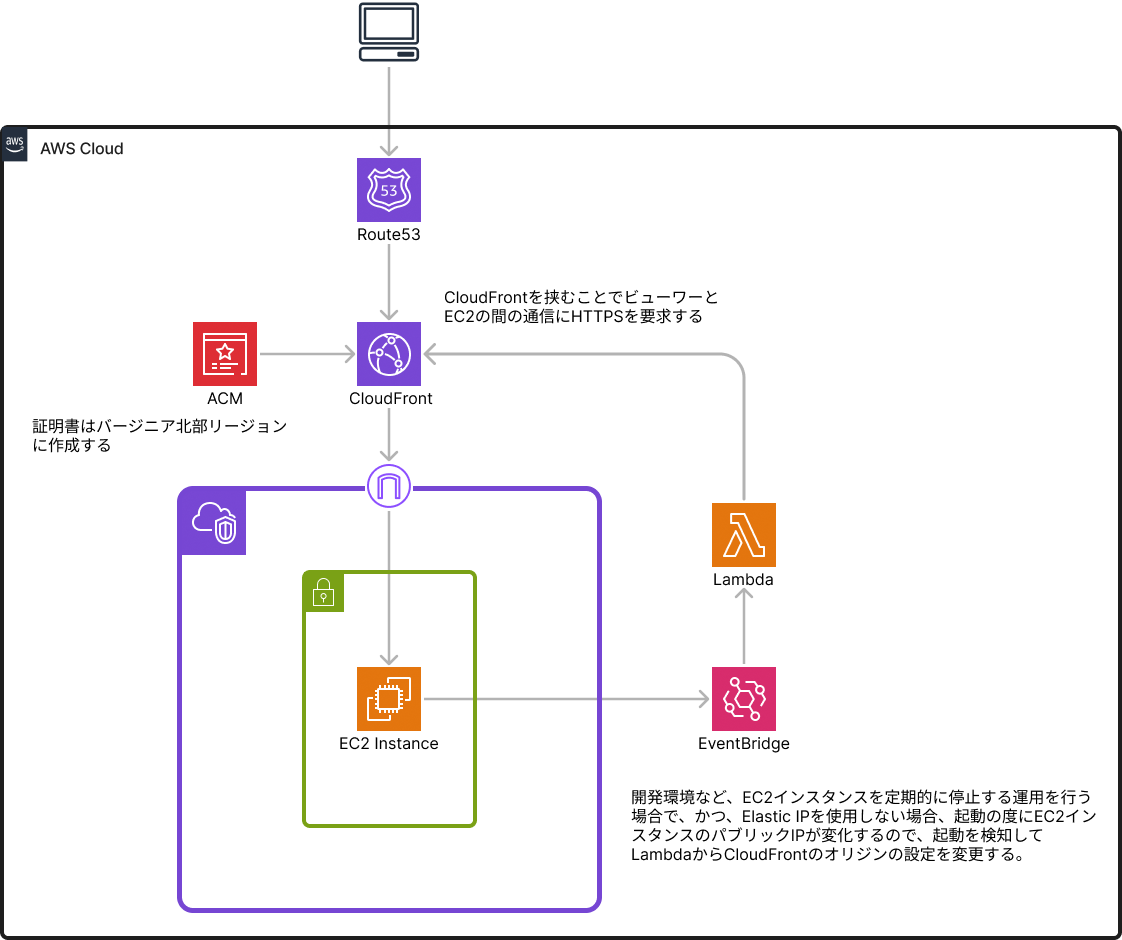 aws
AWS Cloud
53
Route53
CloudFrontを挟むことでビューワーと
EC2の間の通信にHTTPSを要求する
ACM
CloudFront
証明書はバージニア北部リージョン
に作成する
Lambda
EC2 Instance
EventBridge
開発環境など、EC2インスタンスを定期的に停止する運用を行う
場合で、かつ、Elastic IPを使用しない場合、起動の度にEC2イン
スタンスのパブリックIPが変化するので、起動を検知して
LambdaからCloudFrontのオリジンの設定を変更する。